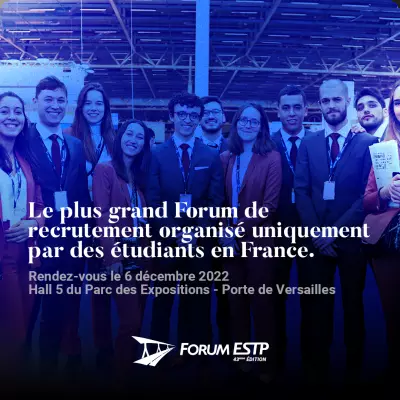 Le plus grand Forum de
recrutement organisé uniquement
par des étudiants en France.
Rendez-vous le 6 décembre 2022
Hall 5 du Parc des Expositions - Porte de Versailles
FORUM ESTP
43ème ÉDITION